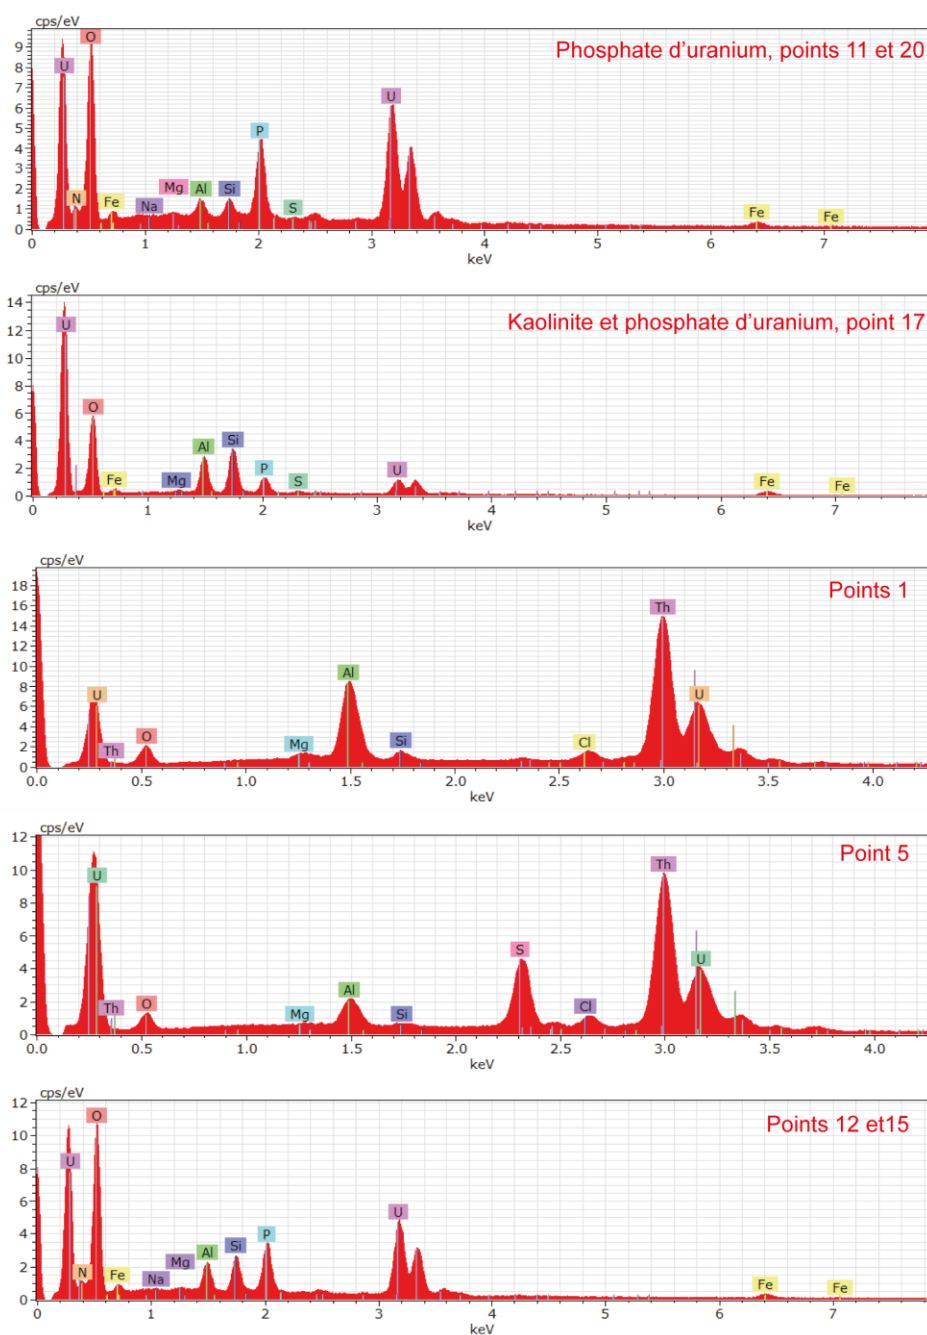 cps/eV
Phosphate d'uranium, points 11 et 20
9
8
7
6
5
4
3
2
1
0
U
O
N
Fe
Na
Mg
Al
Si
P
S
U
Fe
Fe
0 1 2 3 4 5 6 7
keV
cps/eV
Kaolinite et phosphate d'uranium, point 17
14
12
10
8
6
4
2
0
U
O
Fe
Mg
Al
Si
P
S
U
Fe
Fe
0 1 2 3 4 5 6 7
keV
cps/eV
Points 1
18
16
14
12
10
8
6
4
2
0
U
Th
O
Mg
Al
Si
Cl
Th
U
0.0 0.5 1.0 1.5 2.0 2.5 3.0 3.5 4.0
keV
cps/eV
Point 5
12
10
8
6
4
2
0
U
Th
O
Mg
Al
Si
S
Cl
Th
U
0.0 0.5 1.0 1.5 2.0 2.5 3.0 3.5 4.0
keV
cps/eV
Points 12 et15
12
10
8
6
4
2
0
U
O
N
Fe
Na
Mg
Al
Si
P
U
Fe
Fe
0 1 2 3 4 5 6 7
keV